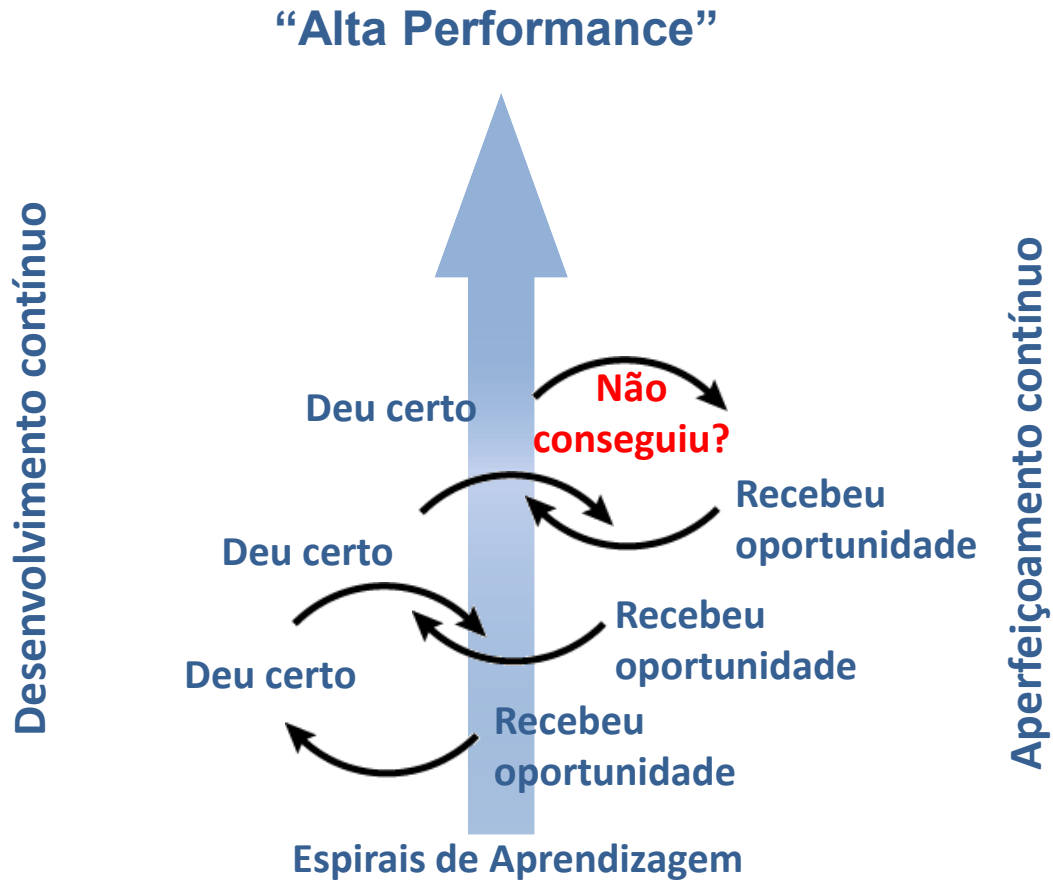 “Alta Performance”
Desenvolvimento contínuo
Aperfeiçoamento contínuo
Deu certo
Não
conseguiu?
Recebeu
oportunidade
Deu certo
Recebeu
oportunidade
Deu certo
Recebeu
oportunidade
Espirais de Aprendizagem